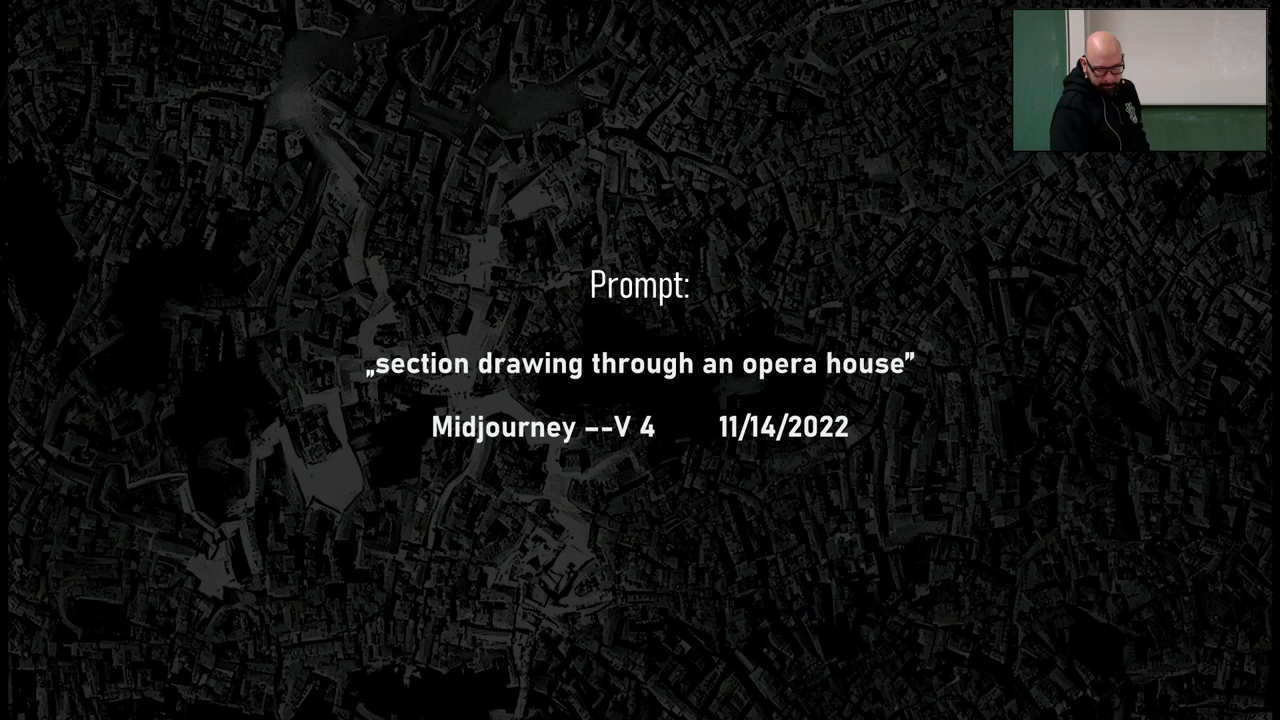 Prompt:
„section drawing through an opera house”
Midjourney --V 4 11/14/2022